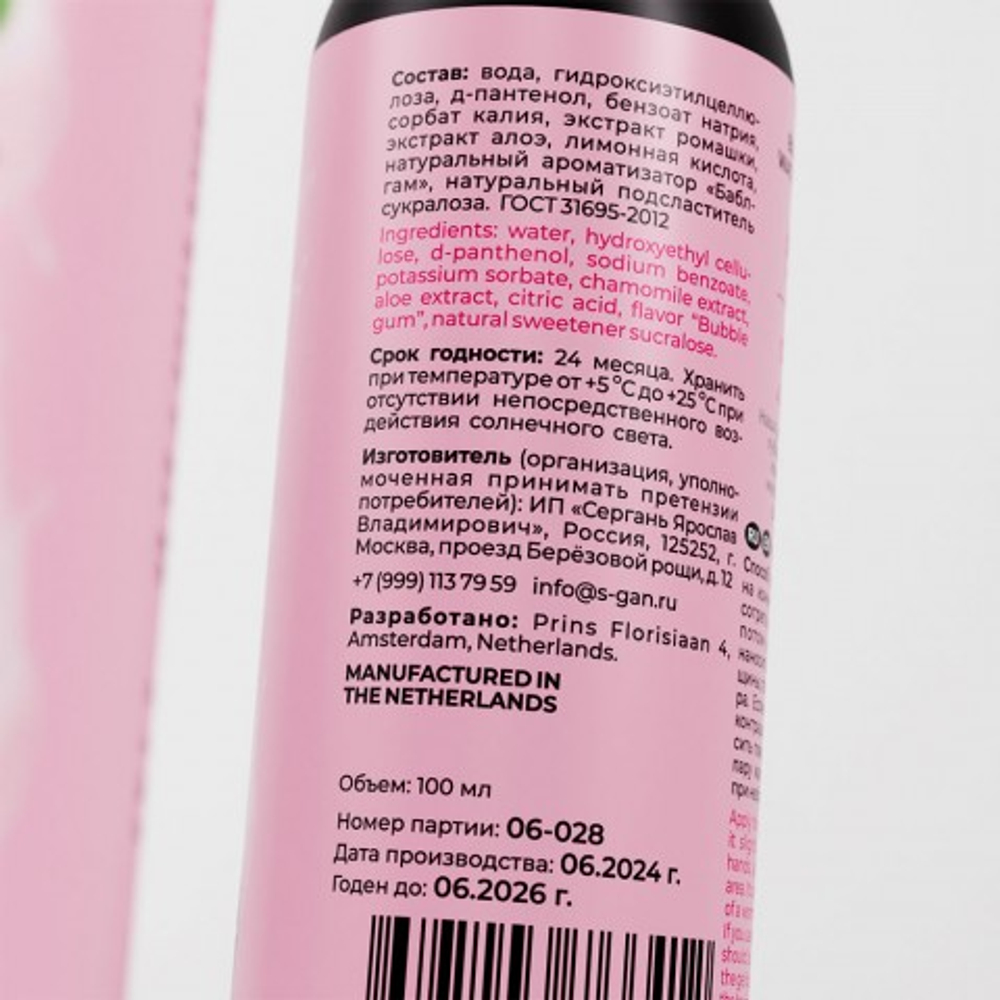 Состав: вода, гидроксиэтилцеллю-
лоза, д-пантенол, бензоат натрия,
сорбат калия, экстракт ромашки,
экстракт алоэ, лимонная кислота,
натуральный ароматизатор «Бабл-
гам», натуральный подсластитель
сукралоза. ГОСТ 31695-2012
Ingredients: water, hydroxyethyl cellu-
lose, d-panthenol, sodium benzoate,
potassium sorbate, chamomile extract,
aloe extract, citric acid, flavor "Bubble
gum", natural sweetener sucralose.
Срок годности: 24 месяца. Хранить
при температуре от +5 °C до +25 °C при
отсутствии непосредственного воз-
действия солнечного света.
Изготовитель (организация, уполно-
моченная принимать претензии
потребителей): ИП «Сергань Ярослав
Владимирович», Россия, 125252, г.
Москва, проезд Берёзовой рощи, д. 12
+7 (999) 113 79 59 info@s-gan.ru
Разработано: Prins Florisiaan 4,
Amsterdam, Netherlands.
MANUFACTURED IN
THE NETHERLANDS
Объем: 100 мл
Номер партии: 06-028
Дата производства: 06.2024 г.
Годен до: 06.2026 г.